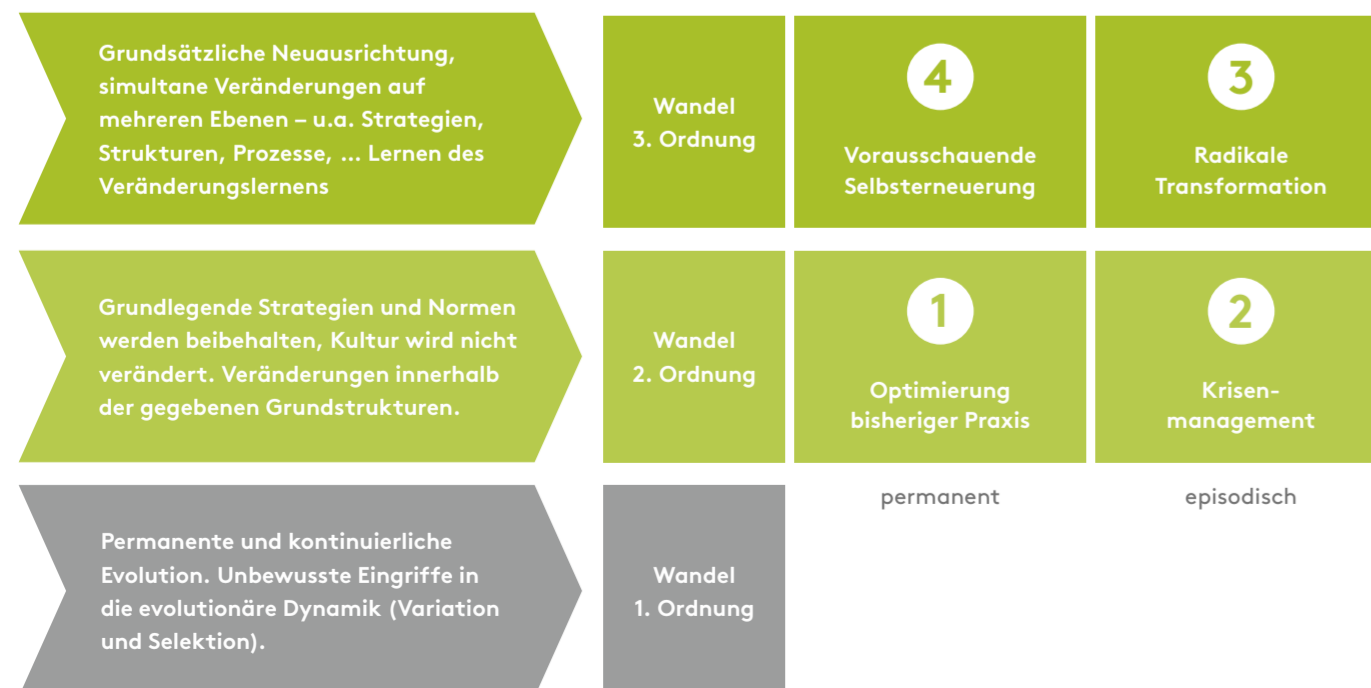 Grundsätzliche Neuausrichtung,
simultane Veränderungen auf
mehreren Ebenen – u.a. Strategien,
Strukturen, Prozesse, ... Lernen des
Veränderungslernens
Wandel
3. Ordnung
4
Vorausschauende
Selbsterneuerung
3
Radikale
Transformation
Grundlegende Strategien und Normen
werden beibehalten, Kultur wird nicht
verändert. Veränderungen innerhalb
der gegebenen Grundstrukturen.
Wandel
2. Ordnung
1
Optimierung
bisheriger Praxis
2
Krisen-
management
permanent
episodisch
Permanente und kontinuierliche
Evolution. Unbewusste Eingriffe in
die evolutionäre Dynamik (Variation
und Selektion).
Wandel
1. Ordnung